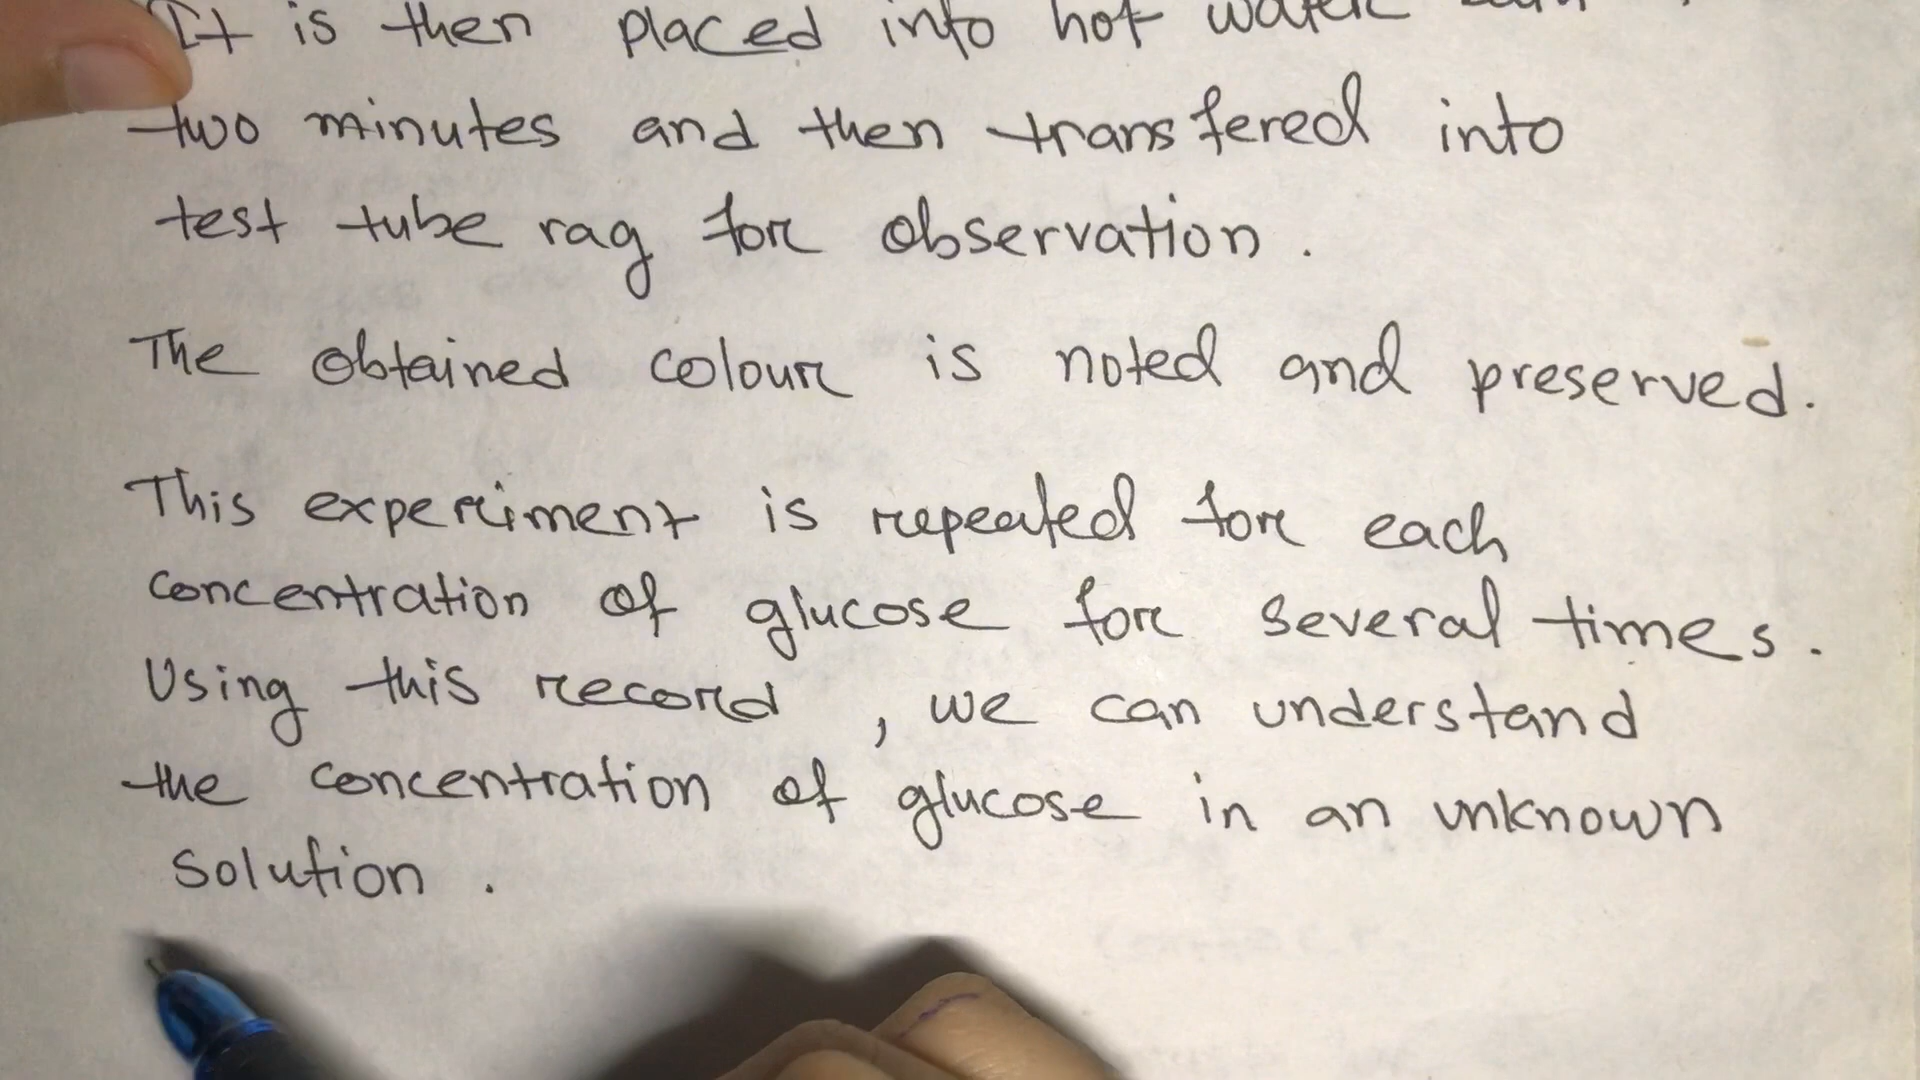 It is then placed into hot water
two minutes and then transfered into
test tube rag for observation.
The obtained colour is noted and preserved.
This experiment is repeated for each
concentration of glucose for several times.
Using this record, we can understand
the concentration of glucose in an unknown
solution.